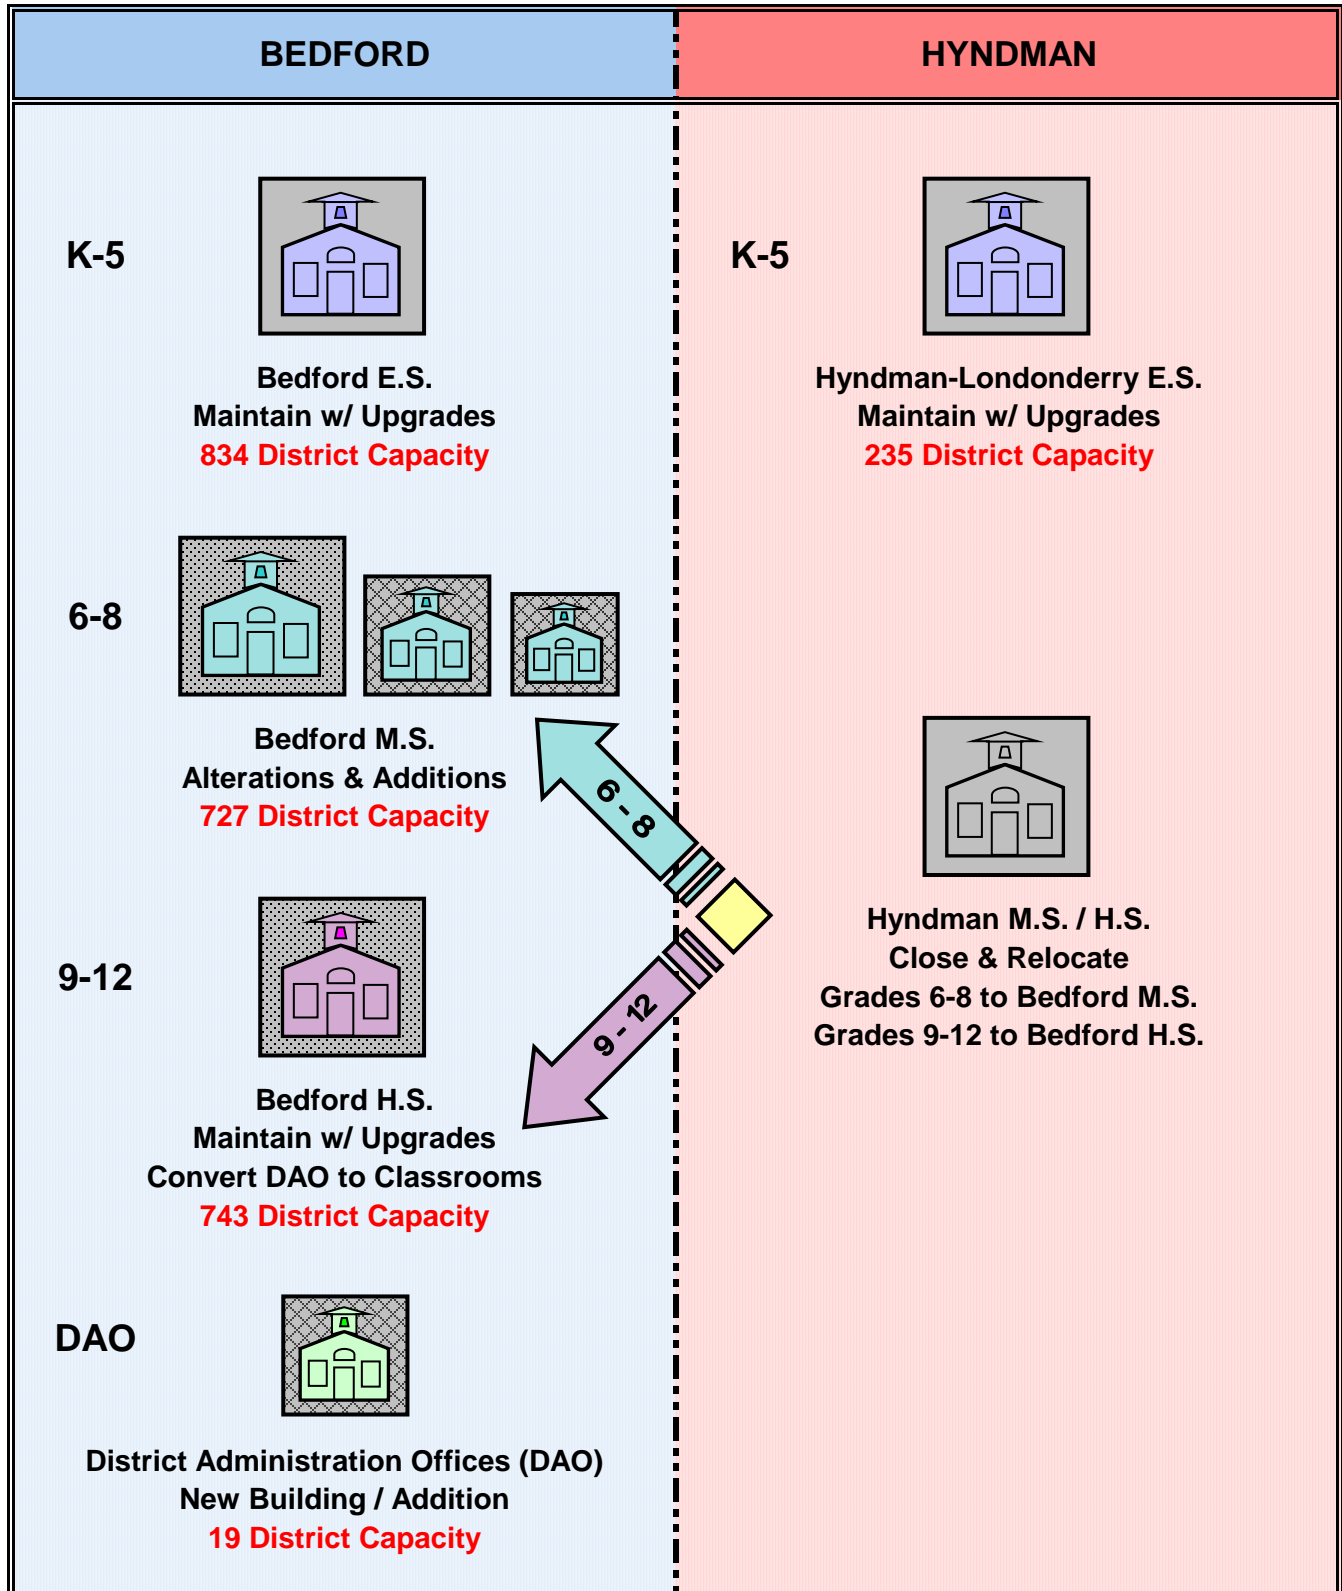 BEDFORD
HYNDMAN
K-5
Bedford E.S.
Maintain w/ Upgrades
834 District Capacity
K-5
Hyndman-Londonderry E.S.
Maintain w/ Upgrades
235 District Capacity
6-8
Bedford M.S.
Alterations & Additions
727 District Capacity
6 - 8
Hyndman M.S. / H.S.
Close & Relocate
Grades 6-8 to Bedford M.S.
Grades 9-12 to Bedford H.S.
9-12
9 - 12
Bedford H.S.
Maintain w/ Upgrades
Convert DAO to Classrooms
743 District Capacity
DAO
District Administration Offices (DAO)
New Building / Addition
19 District Capacity